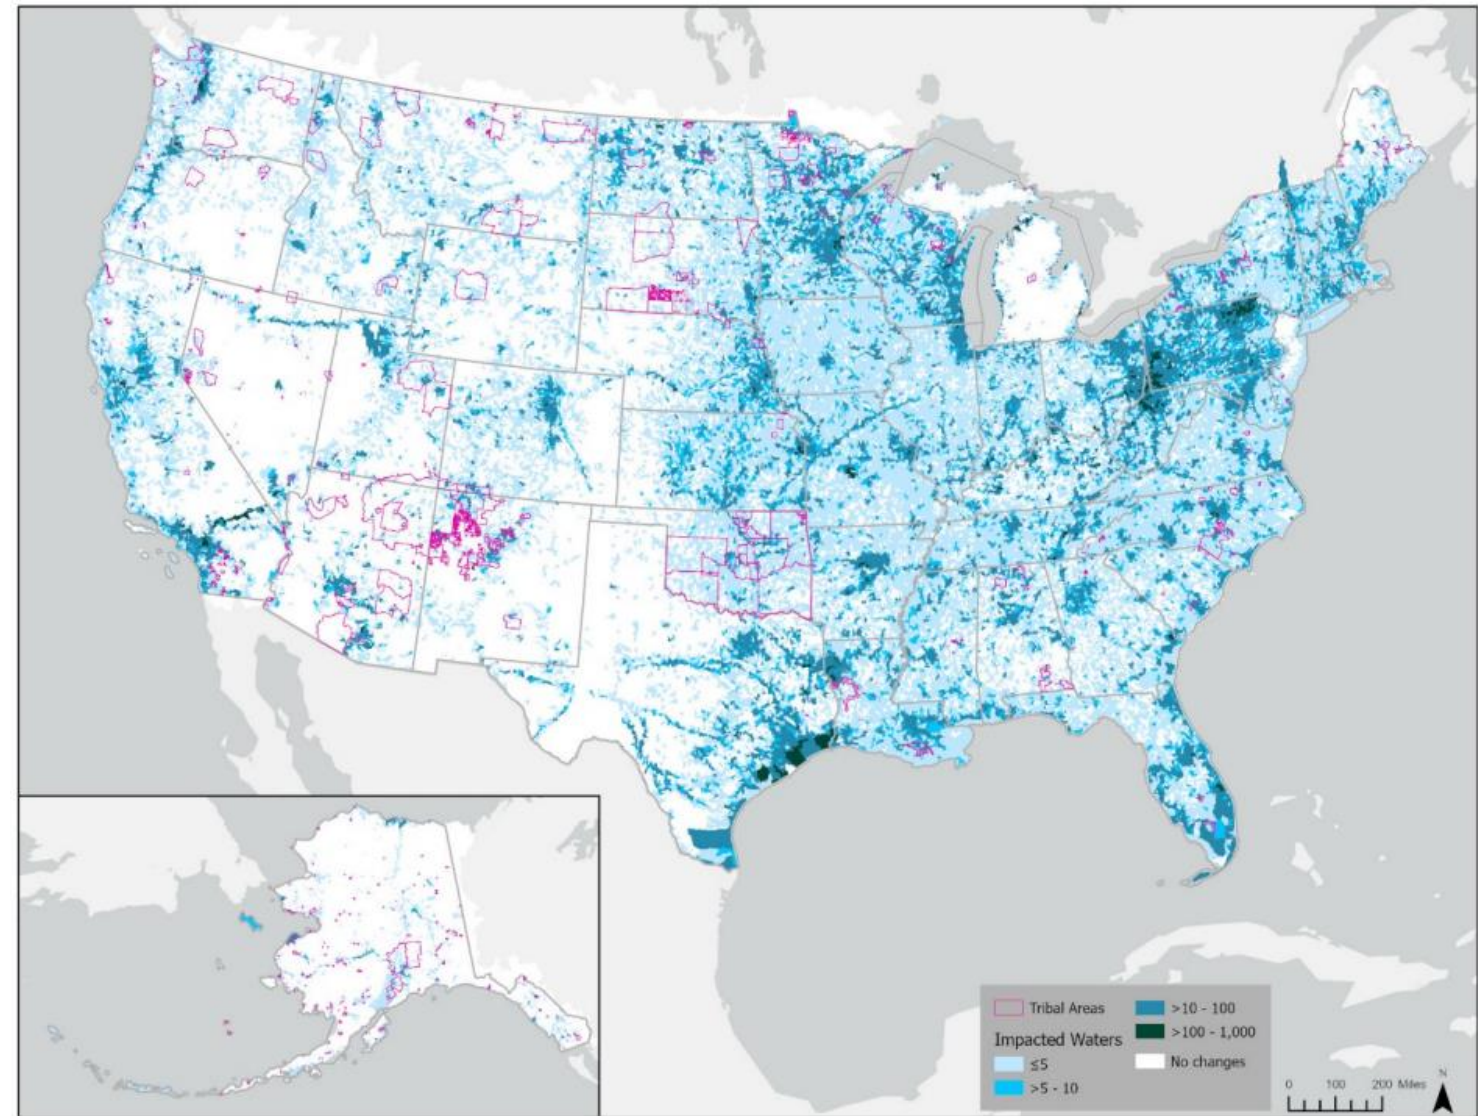 Tribal Areas
Impacted Waters
≤5
>5 - 10
>10 - 100
>100 - 1,000
No changes
0 100 200 Miles
N